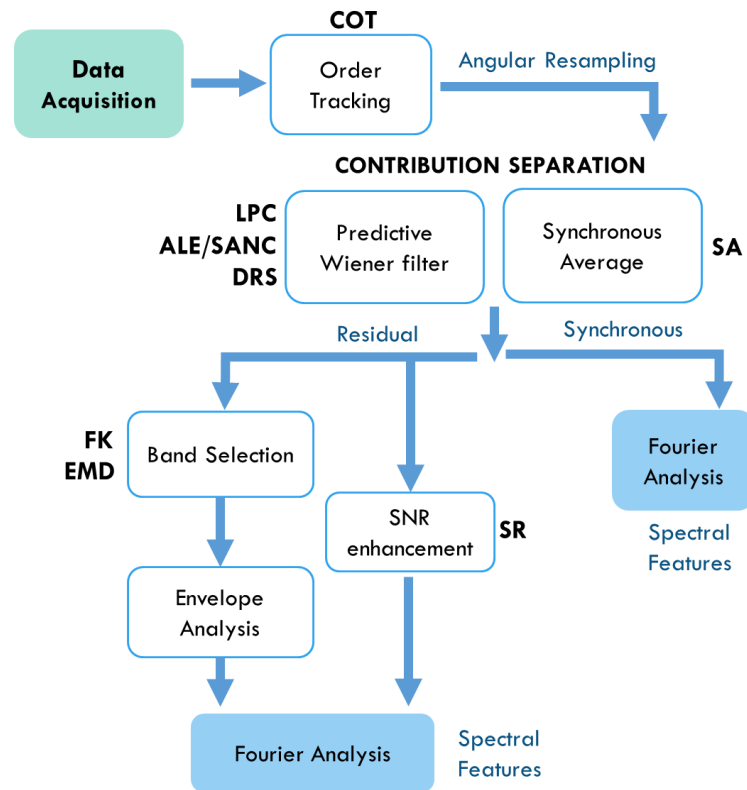 COT
Data
Acquisition
Order
Tracking
Angular Resampling
CONTRIBUTION SEPARATION
LPC
ALE/SANC
DRS
Predictive
Wiener filter
Synchronous
Average
SA
Residual
Synchronous
FK
EMD
Band Selection
Fourier
Analysis
SNR
enhancement
SR
Spectral
Features
Envelope
Analysis
Fourier Analysis
Spectral
Features